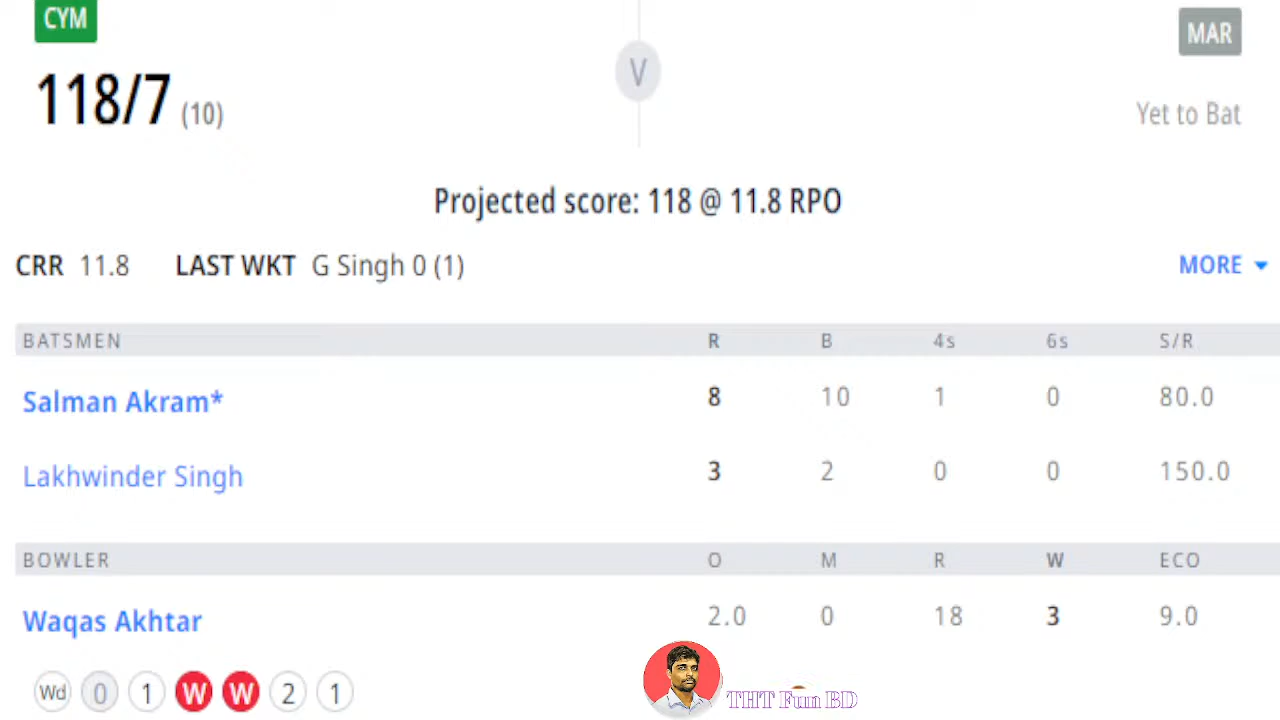 CYM
MAR
118/7 (10)
V
Yet to Bat
Projected score: 118 @ 11.8 RPO
CRR 11.8 LAST WKT G Singh 0 (1)
MORE
BATSMEN R B 4s 6s S/R
Salman Akram* 8 10 1 0 80.0
Lakhwinder Singh 3 2 0 0 150.0
BOWLER O M R W ECO
Waqas Akhtar 2.0 0 18 3 9.0
Wd 0 1 W W 2 1
THT Fun BD